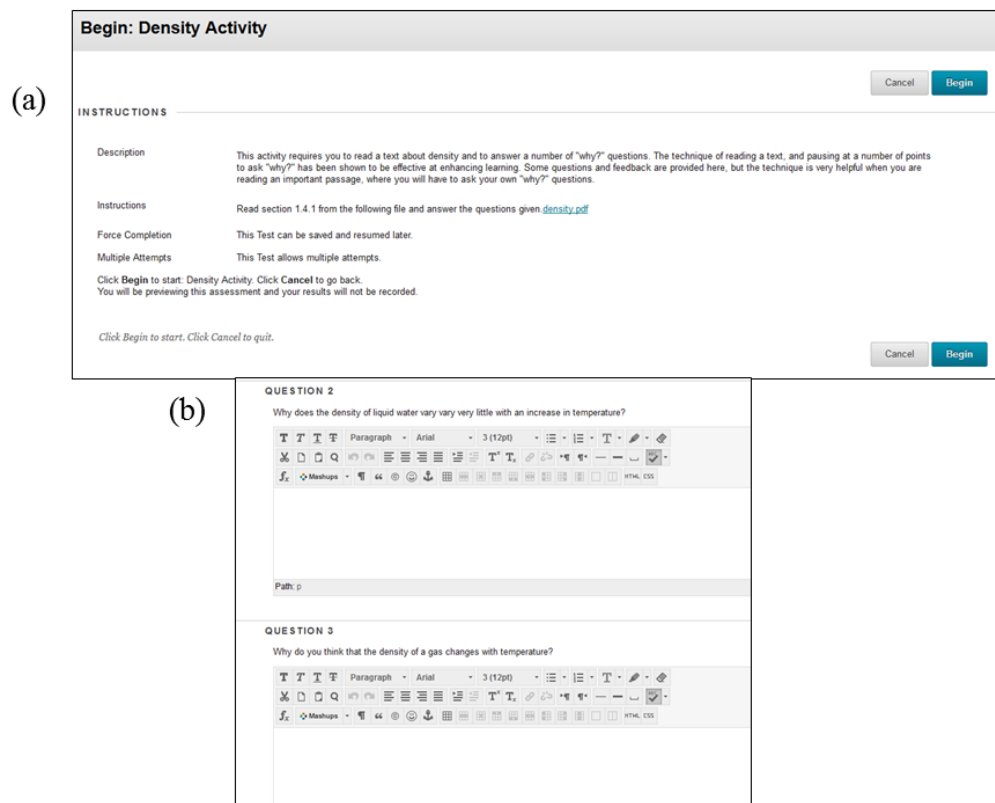 Begin: Density Activity
(a)
Cancel
Begin
INSTRUCTIONS
Description
This activity requires you to read a text about density and to answer a number of "why?" questions. The technique of reading a text, and pausing at a number of points
to ask "why?" has been shown to be effective at enhancing learning. Some questions and feedback are provided here, but the technique is very helpful when you are
reading an important passage, where you will have to ask your own "why?" questions.
Instructions
Read section 1.4.1 from the following file and answer the questions given.density.pdf
Force Completion
This Test can be saved and resumed later.
Multiple Attempts
This Test allows multiple attempts.
Click Begin to start: Density Activity. Click Cancel to go back.
You will be previewing this assessment and your results will not be recorded.
Click Begin to start. Click Cancel to quit.
Cancel
Begin
(b)
QUESTION 2
Why does the density of liquid water vary vary very little with an increase in temperature?
T T T T Paragraph Arial 3 (12pt) T
Tˣ Tₓ
fx Mashups ¶ HTML CSS
Path: p
QUESTION 3
Why do you think that the density of a gas changes with temperature?
T T T T Paragraph Arial 3 (12pt) T
Tˣ Tₓ
fx Mashups ¶ HTML CSS